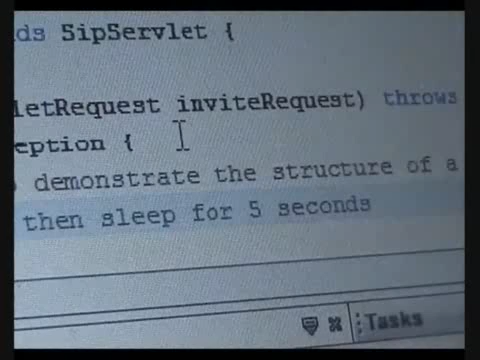 ds SipServlet {
letRequest inviteRequest) throws
eption {
demonstrate the structure of a
then sleep for 5 seconds
Tasks